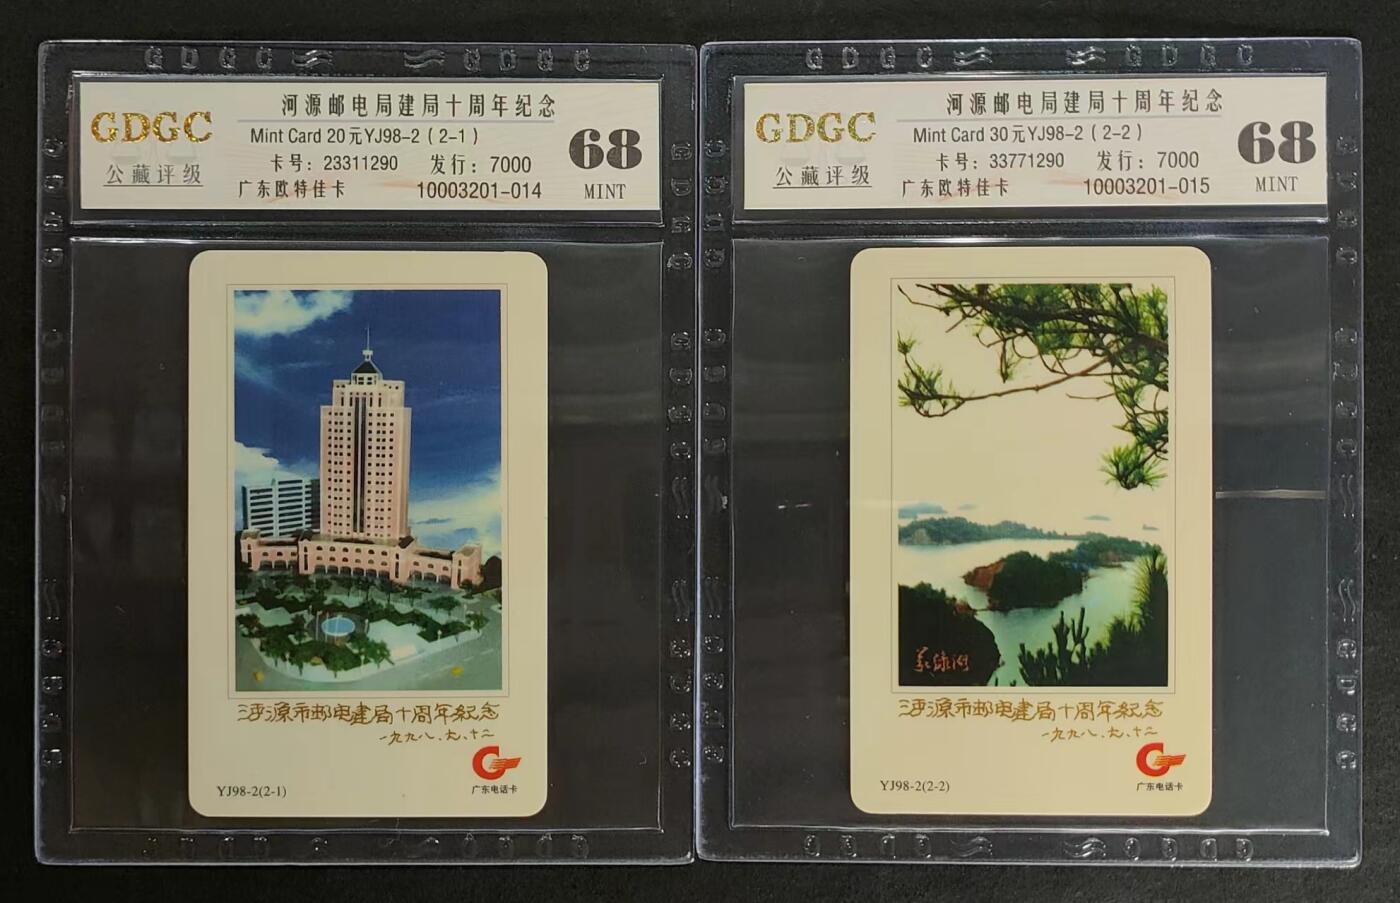 GDGC
公藏评级
河源邮电局建局十周年纪念
Mint Card 20元YJ98-2（2-1）
卡号：23311290 发行：7000
广东欧特佳卡 10003201-014
68
MINT
河源市邮电建局十周年纪念
一九九八.九.十二
YJ98-2(2-1)
广东电话卡
GDGC
公藏评级
河源邮电局建局十周年纪念
Mint Card 30元YJ98-2（2-2）
卡号：33771290 发行：7000
广东欧特佳卡 10003201-015
68
MINT
万绿湖
河源市邮电建局十周年纪念
一九九八.九.十二
YJ98-2(2-2)
广东电话卡